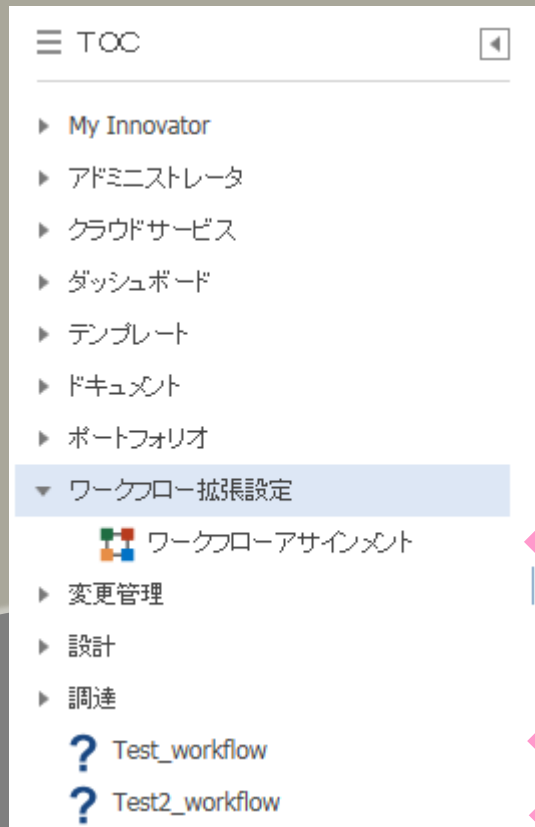 TOC
My Innovator
アドミニストレータ
クラウドサービス
ダッシュボード
テンプレート
ドキュメント
ポートフォリオ
ワークフロー拡張設定
ワークフローアサインメント
変更管理
設計
調達
? Test_workflow
? Test2_workflow